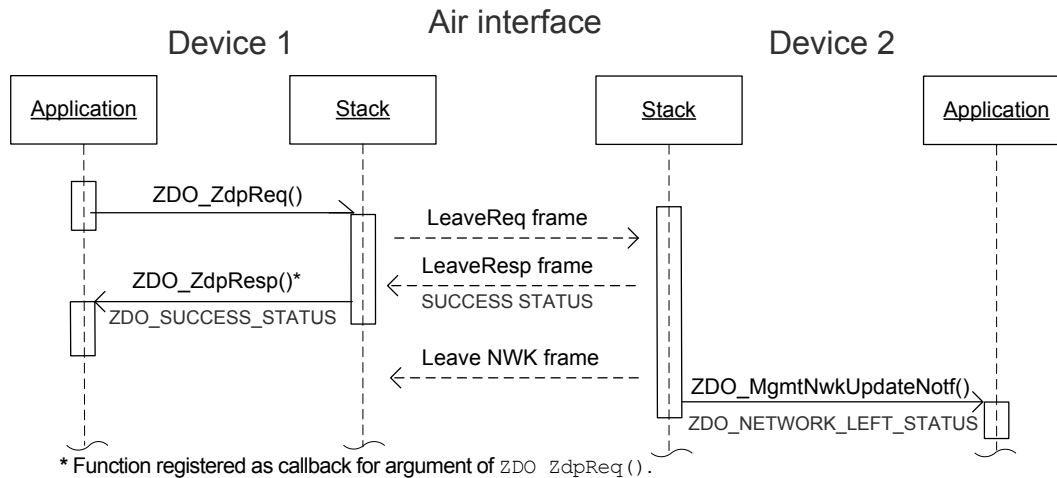 Air interface
Device 1
Device 2
Application
Stack
Stack
Application
ZDO_ZdpReq()
LeaveReq frame
LeaveResp frame
SUCCESS STATUS
ZDO_ZdpResp()*
ZDO_SUCCESS_STATUS
Leave NWK frame
ZDO_MgmtNwkUpdateNotf()
ZDO_NETWORK_LEFT_STATUS
* Function registered as callback for argument of ZDO ZdpReq().